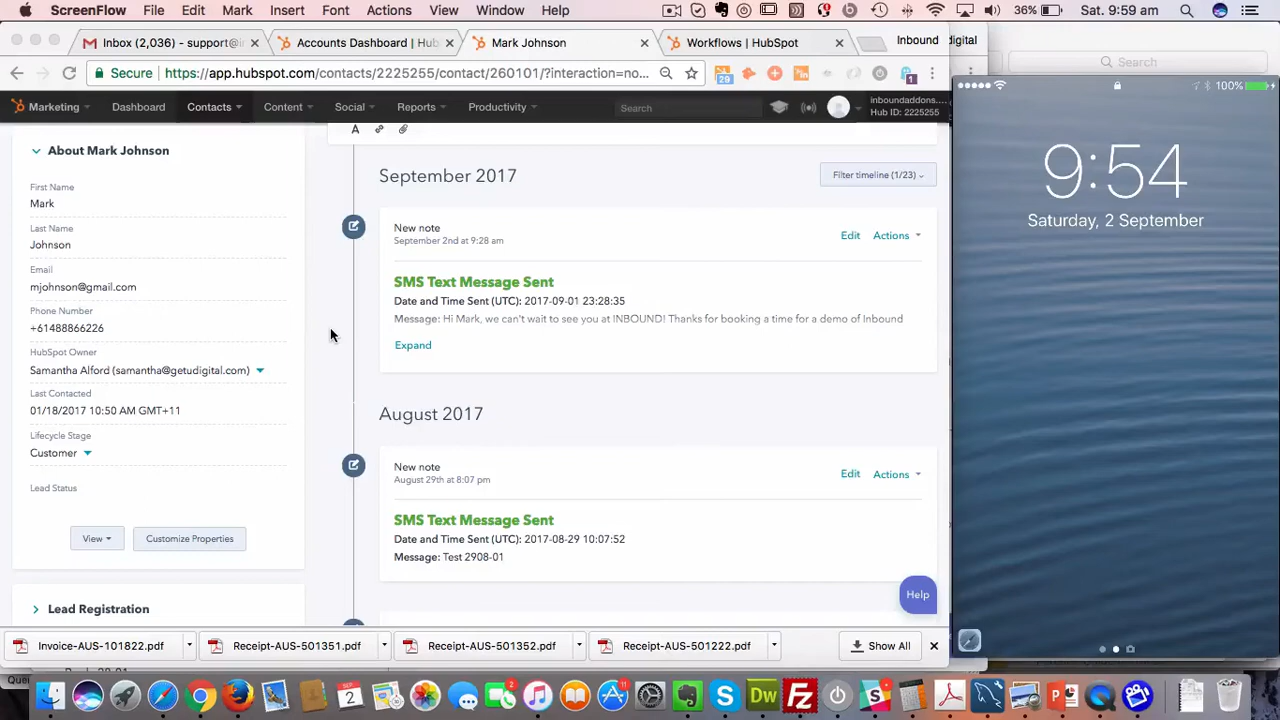 ScreenFlow File Edit Mark Insert Font Actions View Window Help 36% Sat. 9:59 am
Inbox (2,036) - support@ Accounts Dashboard | Hub Mark Johnson Workflows | HubSpot Inbound digital
Secure https://app.hubspot.com/contacts/2225255/contact/260101/?interaction=no... 29 1
Search
Marketing Dashboard Contacts Content Social Reports Productivity Search inboundaddons....
Hub ID: 2225255
100%
9:54
Saturday, 2 September
About Mark Johnson
First Name
Mark
Last Name
Johnson
Email
mjohnson@gmail.com
Phone Number
+61488866226
HubSpot Owner
Samantha Alford (samantha@getudigital.com)
Last Contacted
01/18/2017 10:50 AM GMT+11
Lifecycle Stage
Customer
Lead Status
View Customize Properties
Lead Registration
A
September 2017 Filter timeline (1/23)
New note
September 2nd at 9:28 am
Edit Actions
SMS Text Message Sent
Date and Time Sent (UTC): 2017-09-01 23:28:35
Message: Hi Mark, we can't wait to see you at INBOUND! Thanks for booking a time for a demo of Inbound
Expand
August 2017
New note
August 29th at 8:07 pm
Edit Actions
SMS Text Message Sent
Date and Time Sent (UTC): 2017-08-29 10:07:52
Message: Test 2908-01
Help
Invoice-AUS-101822.pdf Receipt-AUS-501351.pdf Receipt-AUS-501352.pdf Receipt-AUS-501222.pdf Show All